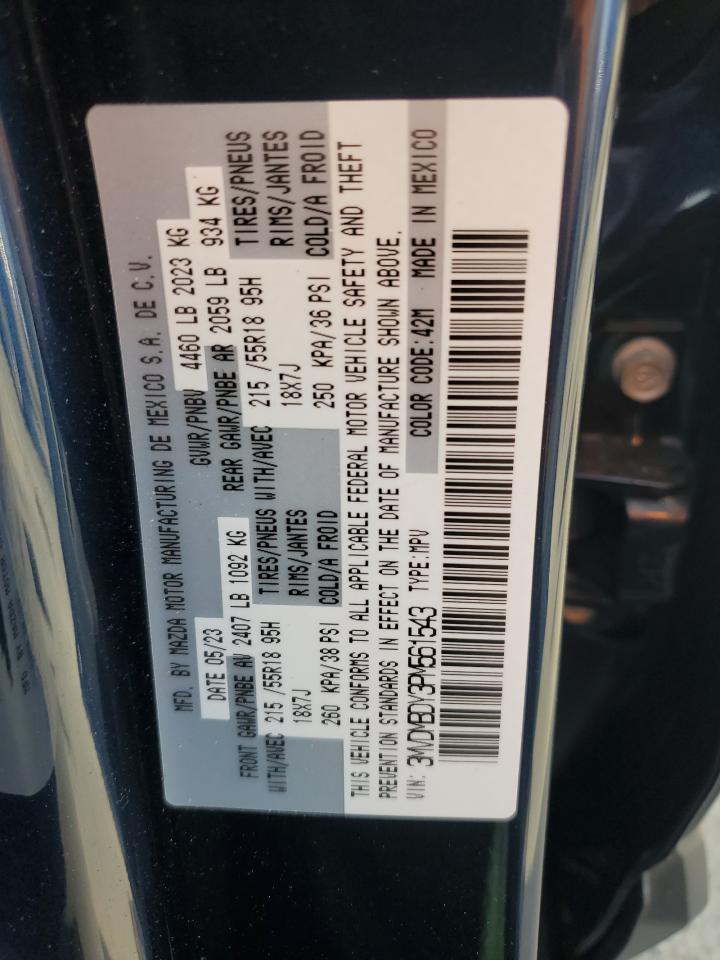 MFD. BY MAZDA MOTOR MANUFACTURING DE MEXICO S.A. DE C.V.
DATE 05/23 GVWR/PNBV 4460 LB 2023 KG
FRONT GAWR/PNBE AV 2407 LB 1092 KG REAR GAWR/PNBE AR 2059 LB 934 KG
WITH/AVEC 215 /55R18 95H TIRES/PNEUS WITH/AVEC 215 /55R18 95H TIRES/PNEUS
18X7J RIMS/JANTES 18X7J RIMS/JANTES
260 KPA/38 PSI COLD/A FROID 250 KPA/36 PSI COLD/A FROID
THIS VEHICLE CONFORMS TO ALL APPLICABLE FEDERAL MOTOR VEHICLE SAFETY AND THEFT
PREVENTION STANDARDS IN EFFECT ON THE DATE OF MANUFACTURE SHOWN ABOVE.
VIN: 3MVDMBDY3PM561543 TYPE:MPV COLOR CODE:42M MADE IN MEXICO